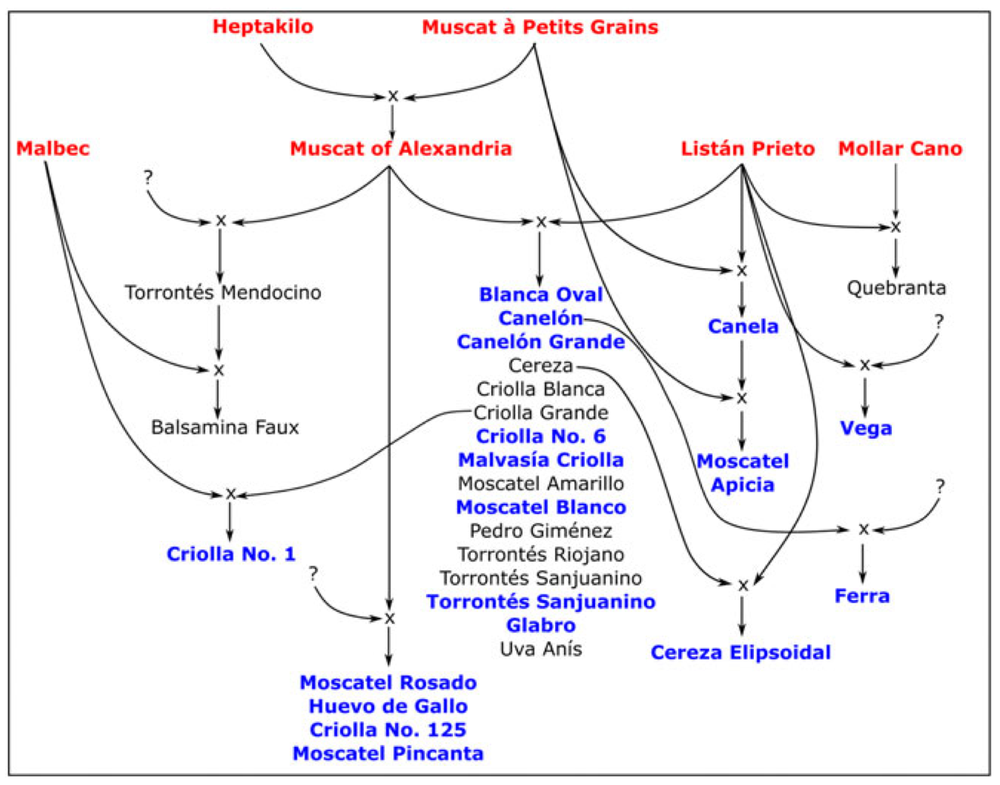 Heptakilo
Muscat à Petits Grains
x
Malbec
Muscat of Alexandria
Listán Prieto
Mollar Cano
?
x
x
x
x
Torrontés Mendocino
Quebranta
Blanca Oval
Canelón
Canelón Grande
Cereza
Criolla Blanca
Criolla Grande
Criolla No. 6
Malvasía Criolla
Moscatel Amarillo
Moscatel Blanco
Pedro Giménez
Torrontés Riojano
Torrontés Sanjuanino
Torrontés Sanjuanino
Glabro
Uva Anís
Canela
?
x
x
x
Balsamina Faux
Vega
Moscatel
Apicia
?
x
x
Criolla No. 1
?
x
x
Ferra
Cereza Elipsoidal
Moscatel Rosado
Huevo de Gallo
Criolla No. 125
Moscatel Pincanta